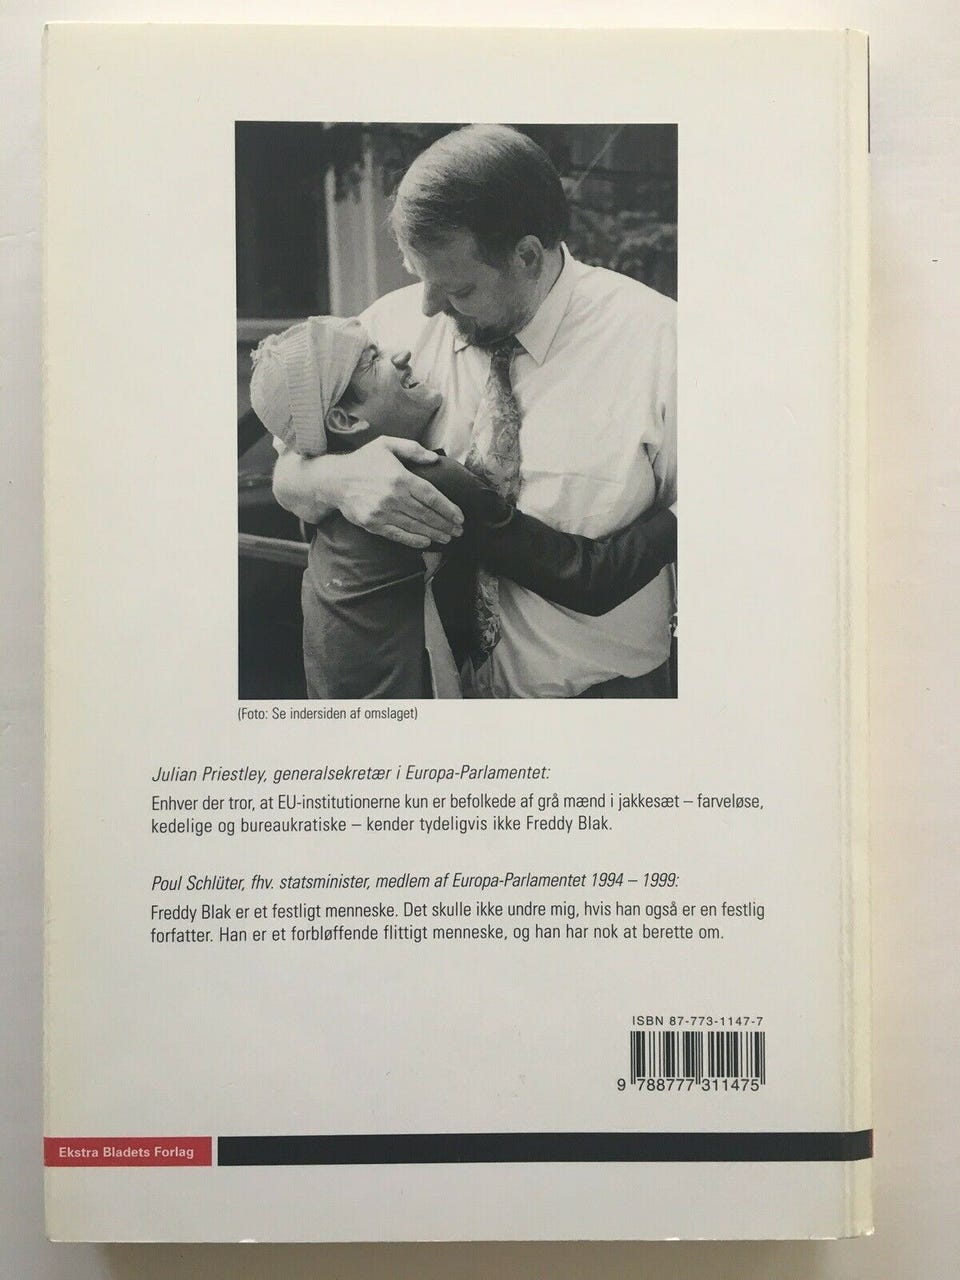 (Foto: Se indersiden af omslaget)
Julian Priestley, generalsekretær i Europa-Parlamentet:
Enhver der tror, at EU-institutionerne kun er befolkede af grå mænd i jakkesæt – farveløse,
kedelige og bureaukratiske – kender tydeligvis ikke Freddy Blak.
Poul Schlüter, fhv. statsminister, medlem af Europa-Parlamentet 1994 – 1999:
Freddy Blak er et festligt menneske. Det skulle ikke undre mig, hvis han også er en festlig
forfatter. Han er et forbløffende flittigt menneske, og han har nok at berette om.
ISBN 87-773-1147-7
9 788777 311475
Ekstra Bladets Forlag